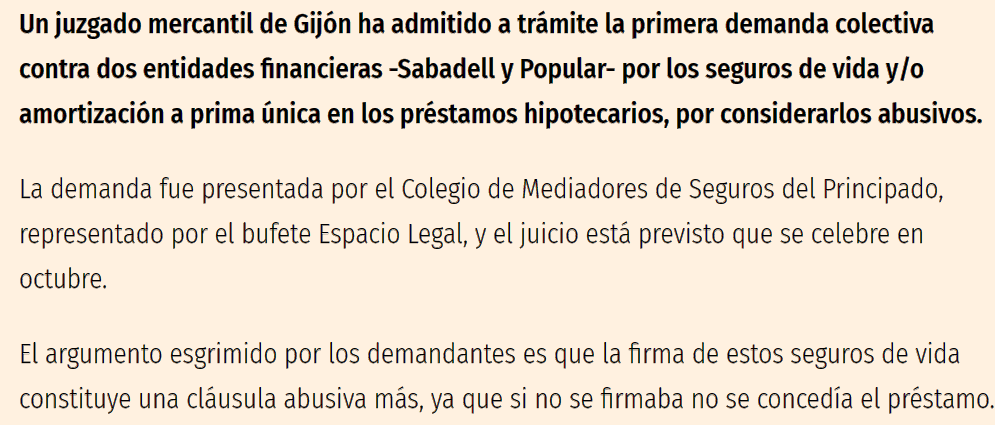 Un juzgado mercantil de Gijón ha admitido a trámite la primera demanda colectiva
contra dos entidades financieras -Sabadell y Popular- por los seguros de vida y/o
amortización a prima única en los préstamos hipotecarios, por considerarlos abusivos.
La demanda fue presentada por el Colegio de Mediadores de Seguros del Principado,
representado por el bufete Espacio Legal, y el juicio está previsto que se celebre en
octubre.
El argumento esgrimido por los demandantes es que la firma de estos seguros de vida
constituye una cláusula abusiva más, ya que si no se firmaba no se concedía el préstamo.